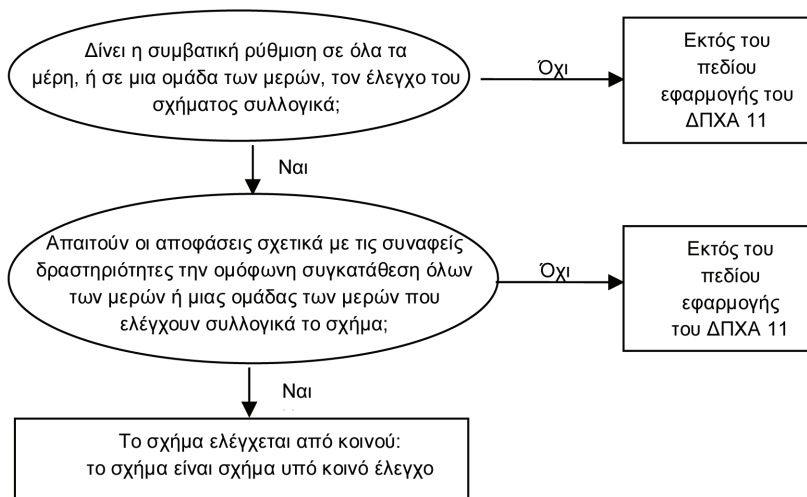 Δίνει η συμβατική ρύθμιση σε όλα τα
μέρη, ή σε μια ομάδα των μερών, τον έλεγχο του
σχήματος συλλογικά;
Όχι
Εκτός του
πεδίου
εφαρμογής του
ΔΠΧΑ 11
Ναι
Απαιτούν οι αποφάσεις σχετικά με τις συναφείς
δραστηριότητες την ομόφωνη συγκατάθεση όλων
των μερών ή μιας ομάδας των μερών που
ελέγχουν συλλογικά το σχήμα;
Όχι
Εκτός του
πεδίου
εφαρμογής
του ΔΠΧΑ 11
Ναι
Το σχήμα ελέγχεται από κοινού:
το σχήμα είναι σχήμα υπό κοινό έλεγχο